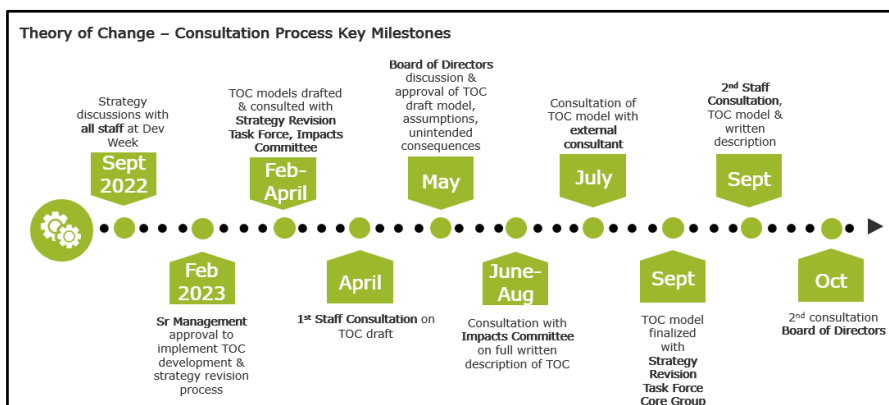 Theory of Change – Consultation Process Key Milestones
Strategy
discussions with
all staff at Dev
Week
Sept
2022
Feb
2023
Sr Management
approval to
implement TOC
development &
strategy revision
process
TOC models drafted
& consulted with
Strategy Revision
Task Force, Impacts
Committee
Feb-
April
April
1st Staff Consultation on
TOC draft
Board of Directors
discussion &
approval of TOC
draft model,
assumptions,
unintended
consequences
May
June-
Aug
Consultation with
Impacts Committee
on full written
description of TOC
Consultation of
TOC model with
external
consultant
July
Sept
TOC model
finalized
with
Strategy
Revision
Task Force
Core Group
2nd Staff
Consultation,
TOC model &
written
description
Sept
Oct
2nd consultation
Board of Directors